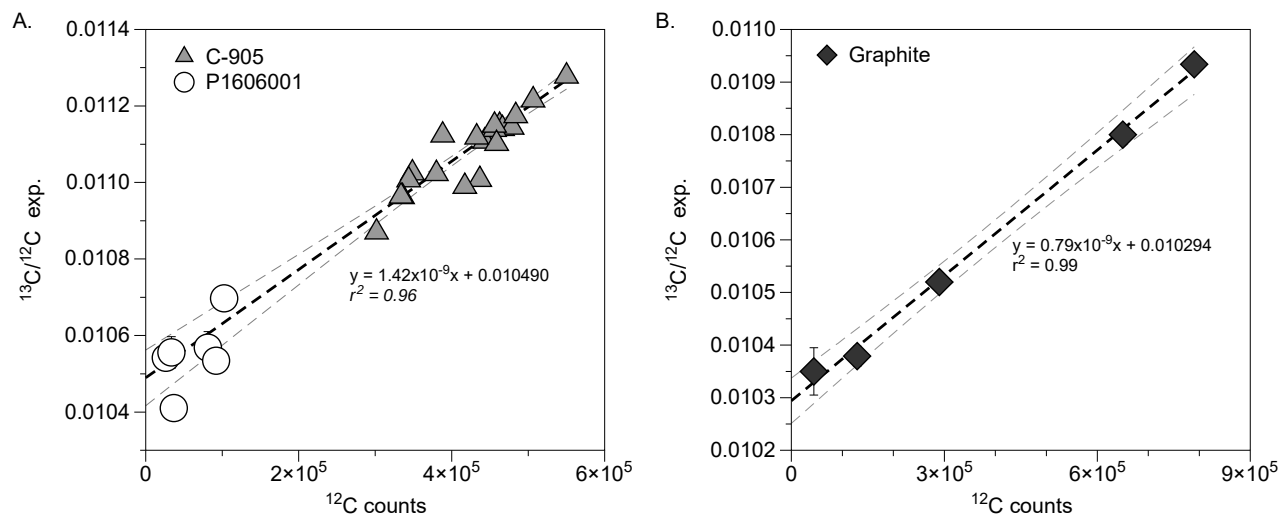 A.
0.0114
0.0112
0.0110
0.0108
0.0106
0.0104
¹³C/¹²C exp.
C-905
P1606001
y = 1.42x10⁻⁹x + 0.010490
r² = 0.96
0
2×10⁵
4×10⁵
6×10⁵
¹²C counts
B.
0.0110
0.0109
0.0108
0.0107
0.0106
0.0105
0.0104
0.0103
0.0102
¹³C/¹²C exp.
Graphite
y = 0.79x10⁻⁹x + 0.010294
r² = 0.99
0
3×10⁵
6×10⁵
9×10⁵
¹²C counts